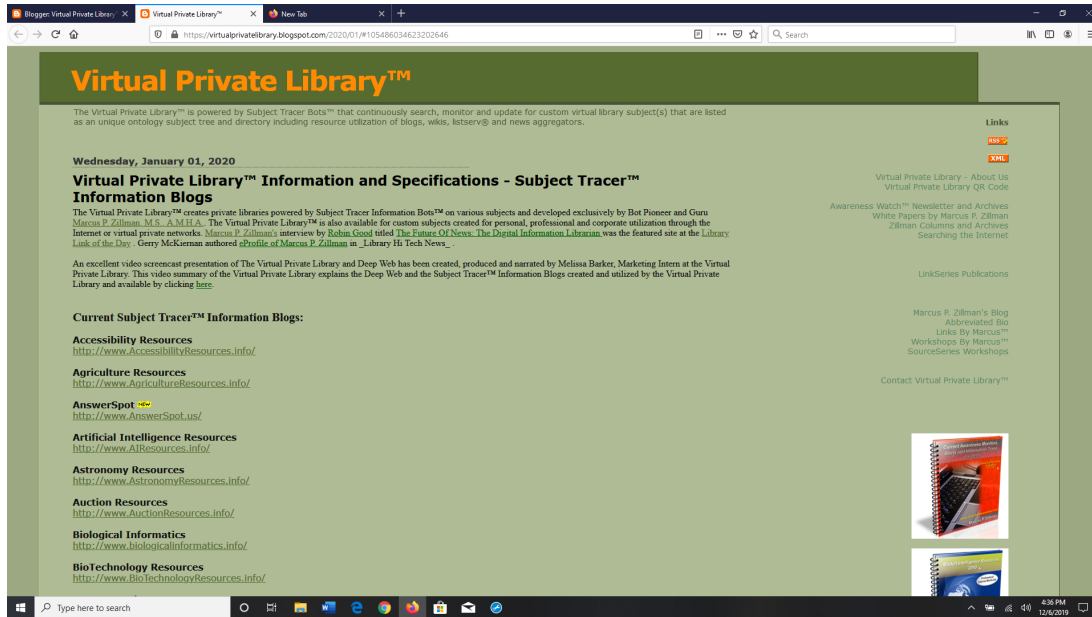 Blogger: Virtual Private Library
Virtual Private Library™
New Tab
https://virtualprivatelibrary.blogspot.com/2020/01/#105486034623202646
Search
Virtual Private Library™
The Virtual Private Library™ is powered by Subject Tracer Bots™ that continuously search, monitor and update for custom virtual library subject(s) that are listed
as an unique ontology subject tree and directory including resource utilization of blogs, wikis, listserv® and news aggregators.
Wednesday, January 01, 2020
Virtual Private Library™ Information and Specifications - Subject Tracer™
Information Blogs
The Virtual Private Library™ creates private libraries powered by Subject Tracer Information Bots™ on various subjects and developed exclusively by Bot Pioneer and Guru
Marcus P. Zillman, M.S., A.M.H.A.. The Virtual Private Library™ is also available for custom subjects created for personal, professional and corporate utilization through the
Internet or virtual private networks. Marcus P. Zillman's interview by Robin Good titled The Future Of News: The Digital Information Librarian was the featured site at the Library
Link of the Day . Gerry McKiernan authored eProfile of Marcus P. Zillman in _Library Hi Tech News_ .
An excellent video screencast presentation of The Virtual Private Library and Deep Web has been created, produced and narrated by Melissa Barker, Marketing Intern at the Virtual
Private Library. This video summary of the Virtual Private Library explains the Deep Web and the Subject Tracer™ Information Blogs created and utilized by the Virtual Private
Library and available by clicking here.
Current Subject Tracer™ Information Blogs:
Accessibility Resources
http://www.AccessibilityResources.info/
Agriculture Resources
http://www.AgricultureResources.info/
AnswerSpot NEW
http://www.AnswerSpot.us/
Artificial Intelligence Resources
http://www.AIResources.info/
Astronomy Resources
http://www.AstronomyResources.info/
Auction Resources
http://www.AuctionResources.info/
Biological Informatics
http://www.biologicalinformatics.info/
BioTechnology Resources
http://www.BioTechnologyResources.info/
Links
RSS
XML
Virtual Private Library - About Us
Virtual Private Library QR Code
Awareness Watch™ Newsletter and Archives
White Papers by Marcus P. Zillman
Zillman Columns and Archives
Searching the Internet
LinkSeries Publications
Marcus P. Zillman's Blog
Abbreviated Bio
Links By Marcus™
Workshops By Marcus™
SourceSeries Workshops
Contact Virtual Private Library™
Type here to search
4:36 PM
12/6/2019